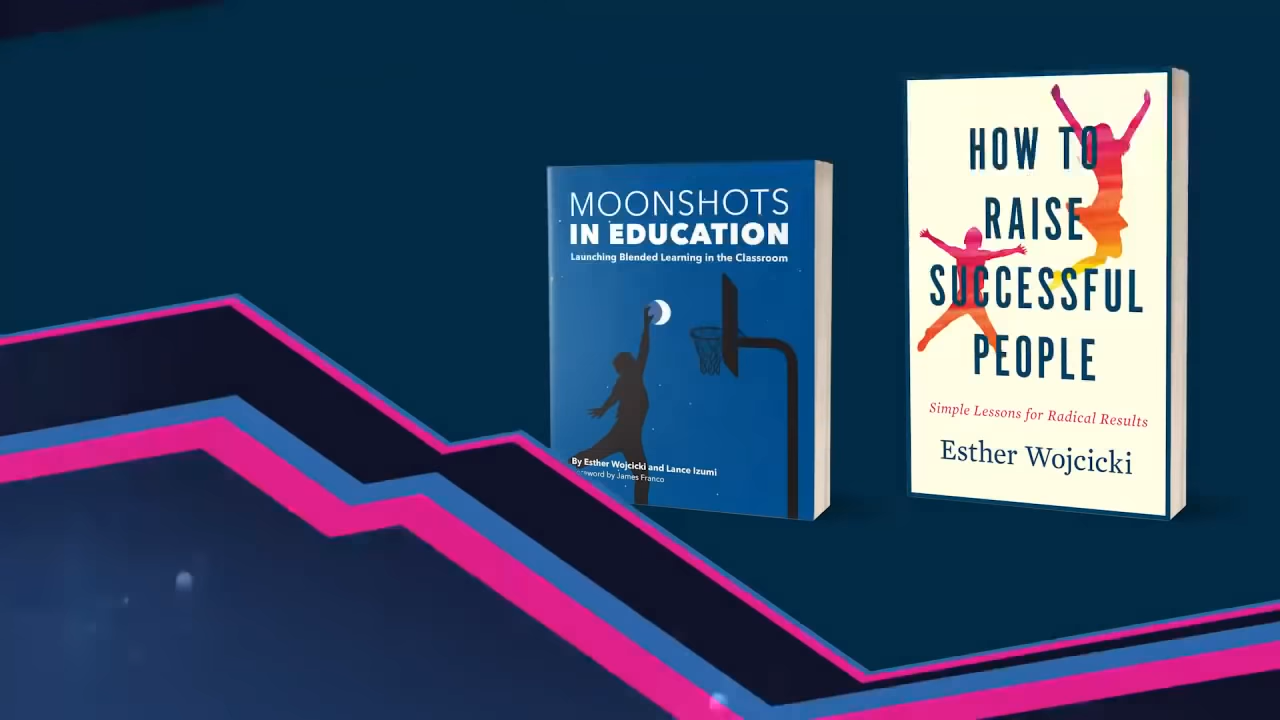 MOONSHOTS
IN EDUCATION
Launching Blended Learning in the Classroom
By Esther Wojcicki and Lance Izumi
by James Franco
HOW TO
RAISE
SUCCESSFUL
PEOPLE
Simple Lessons for Radical Results
Esther Wojcicki